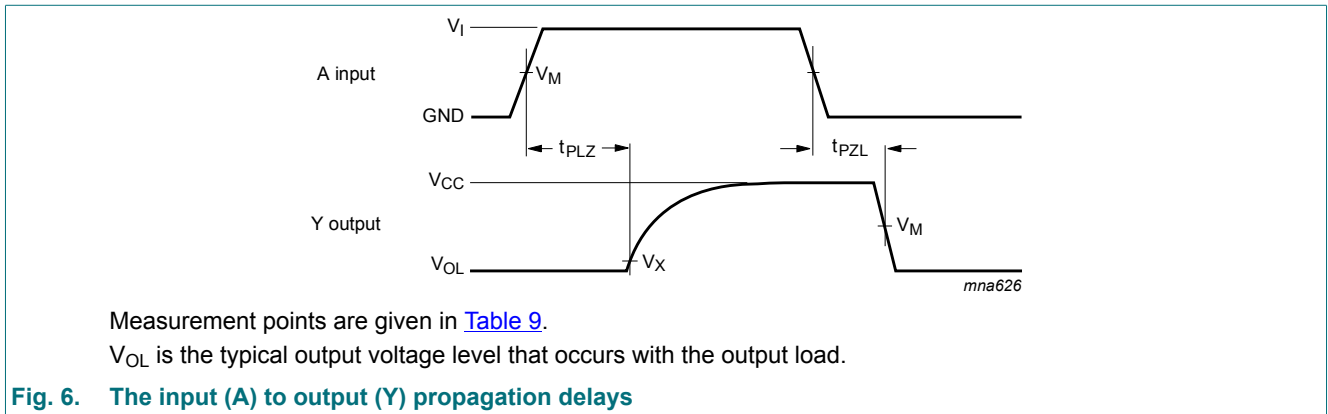 VI
A input
VM
GND
tPLZ
tPZL
VCC
Y output
VM
VOL
VX
mna626
Measurement points are given in Table 9.
VOL is the typical output voltage level that occurs with the output load.
Fig. 6. The input (A) to output (Y) propagation delays